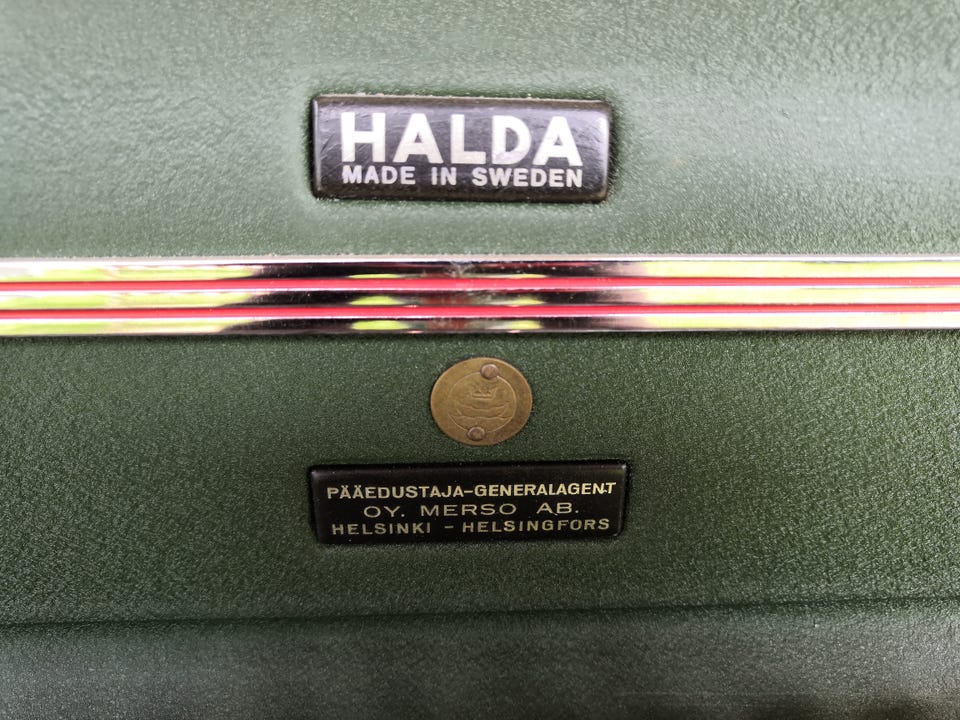 HALDA
MADE IN SWEDEN
PÄÄEDUSTAJA-GENERALAGENT
OY. MERSO AB.
HELSINKI - HELSINGFORS